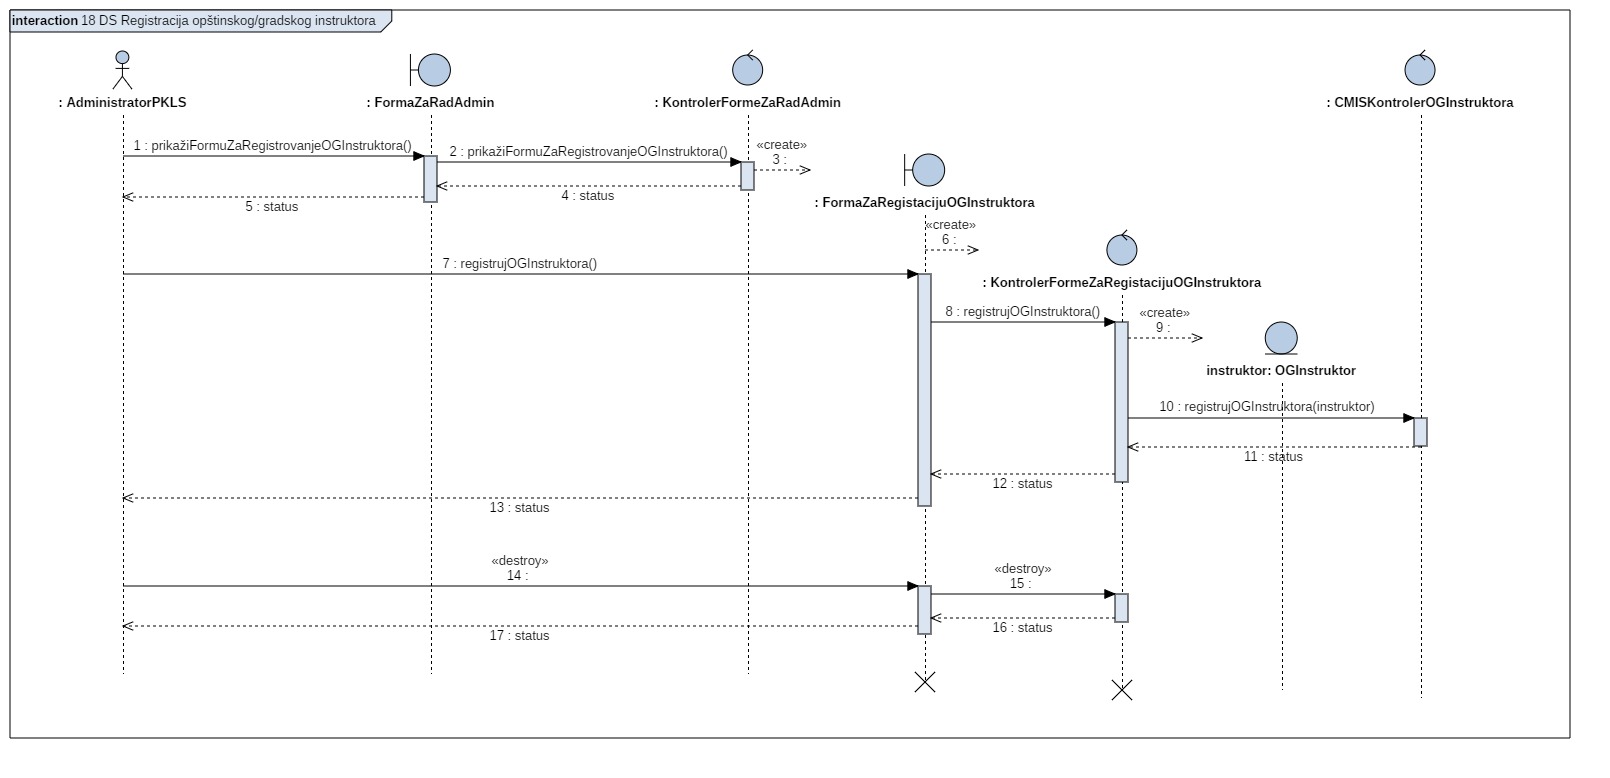 interaction 18 DS Registracija opštinskog/gradskog instruktora
: AdministratorPKLS
: FormaZaRadAdmin
: KontrolerFormeZaRadAdmin
: CMISKontrolerOGInstruktora
1 : prikažiFormuZaRegistrovanjeOGInstruktora()
2 : prikažiFormuZaRegistrovanjeOGInstruktora()
«create»
3 :
4 : status
5 : status
: FormaZaRegistacijuOGInstruktora
«create»
6 :
7 : registrujOGInstruktora()
: KontrolerFormeZaRegistacijuOGInstruktora
8 : registrujOGInstruktora()
«create»
9 :
instruktor: OGInstruktor
10 : registrujOGInstruktora(instruktor)
11 : status
12 : status
13 : status
«destroy»
14 :
«destroy»
15 :
16 : status
17 : status